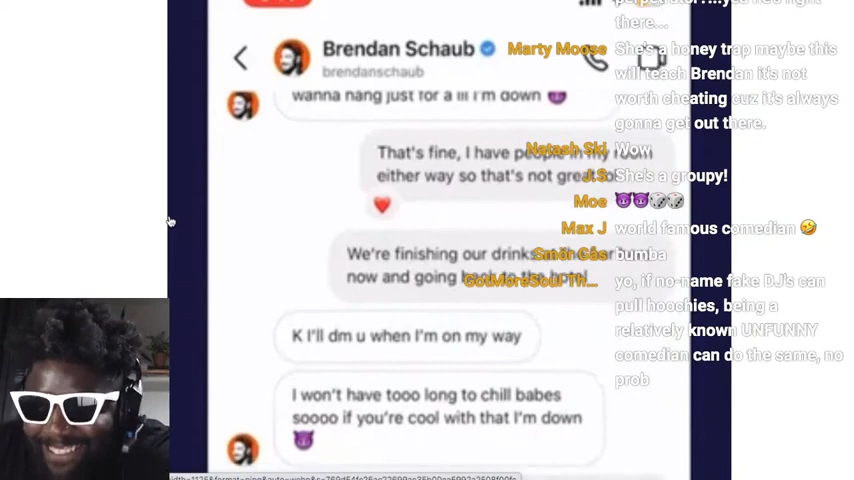 Brendan Schaub
brendanschaub
wanna hang just for a lil I'm down 😈
That's fine, I have people in my room
either way so that's not great
We're finishing our drinks
now and going back to the hotel
K I'll dm u when I'm on my way
I won't have tooo long to chill babes
soooo if you're cool with that I'm down
😈
there...
Marty Moose She's a honey trap maybe this
will teach Brendan it's not
worth cheating cuz it's always
gonna get out there.
Natash Ski Wow
J.S She's a groupy!
Moe 😈😈🎲🎲
Max J world famous comedian 🤣
bumba
GotMoreSoulTh... yo, if no-name fake DJ's can
pull hoochies, being a
relatively known UNFUNNY
comedian can do the same, no
prob